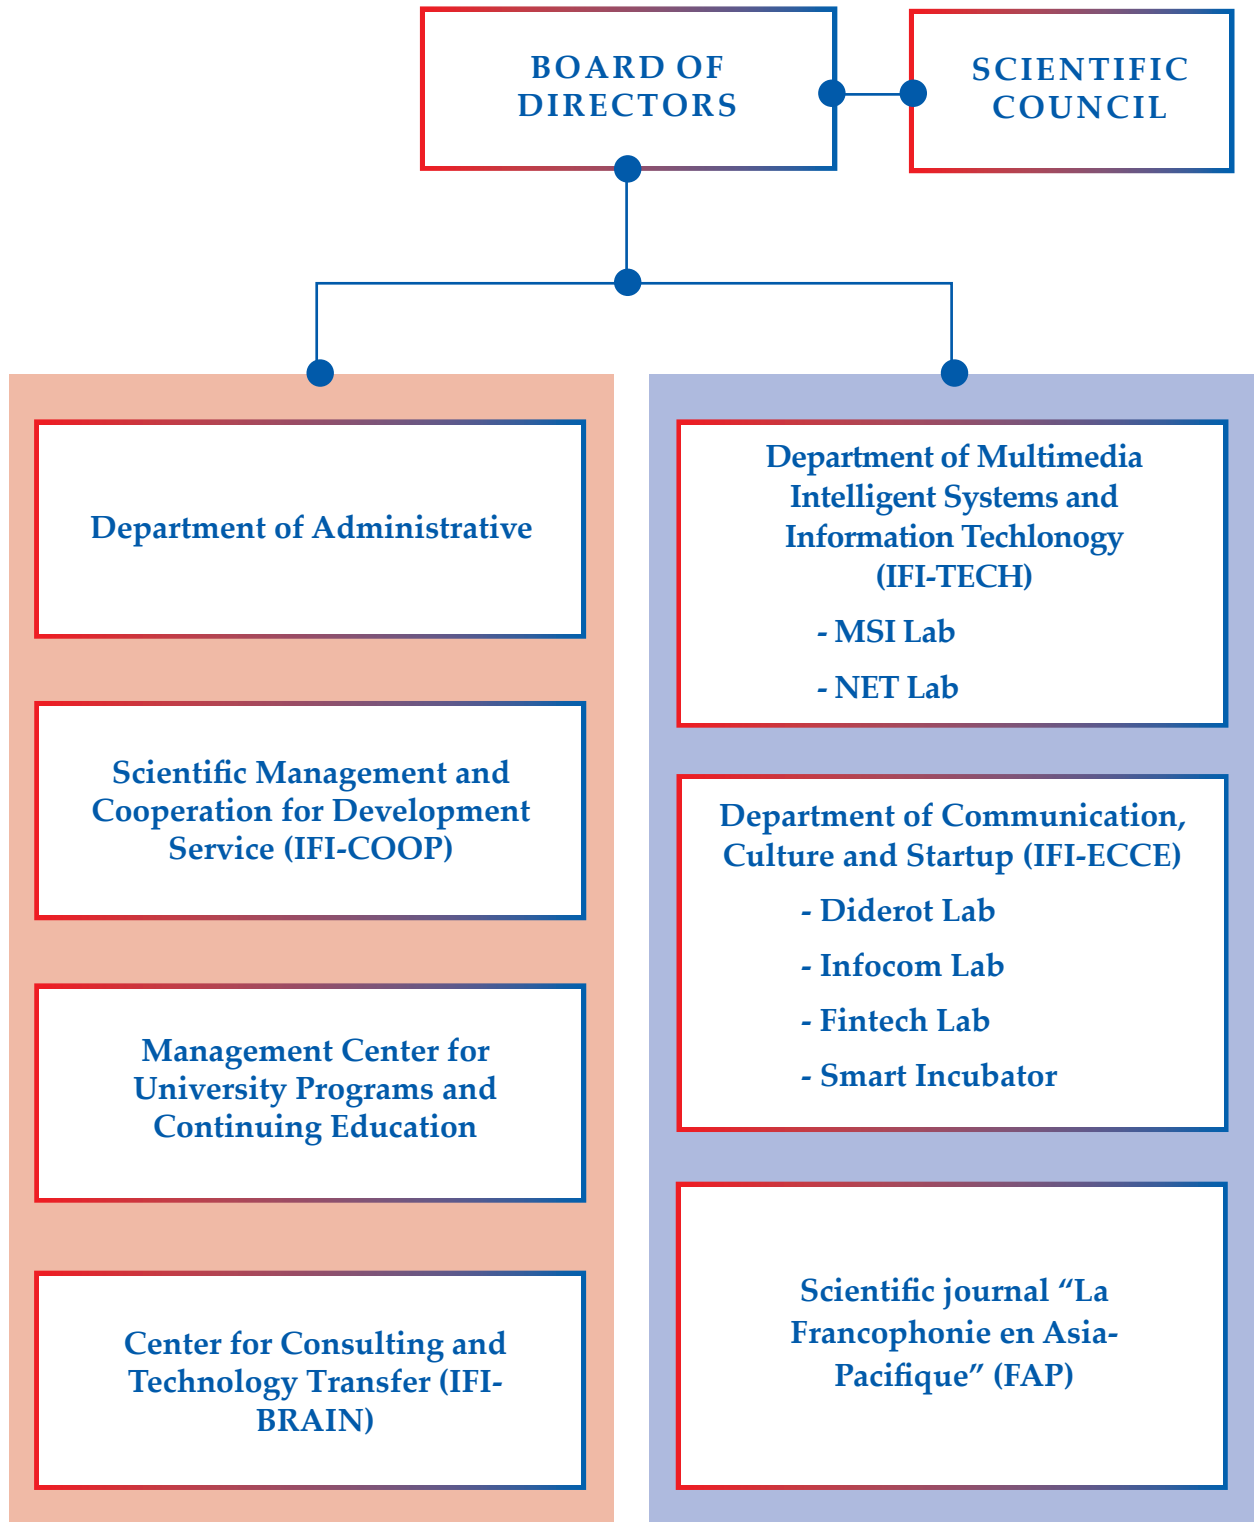 BOARD OF
DIRECTORS
SCIENTIFIC
COUNCIL
Department of Administrative
Scientific Management and
Cooperation for Development
Service (IFI-COOP)
Management Center for
University Programs and
Continuing Education
Center for Consulting and
Technology Transfer (IFI-
BRAIN)
Department of Multimedia
Intelligent Systems and
Information Techlonogy
(IFI-TECH)
- MSI Lab
- NET Lab
Department of Communication,
Culture and Startup (IFI-ECCE)
- Diderot Lab
- Infocom Lab
- Fintech Lab
- Smart Incubator
Scientific journal “La
Francophonie en Asia-
Pacifique” (FAP)